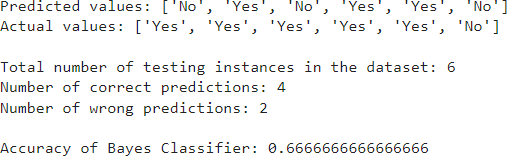 Predicted values: ['No', 'Yes', 'No', 'Yes', 'Yes', 'No']
Actual values: ['Yes', 'Yes', 'Yes', 'Yes', 'Yes', 'No']
Total number of testing instances in the dataset: 6
Number of correct predictions: 4
Number of wrong predictions: 2
Accuracy of Bayes Classifier: 0.6666666666666666